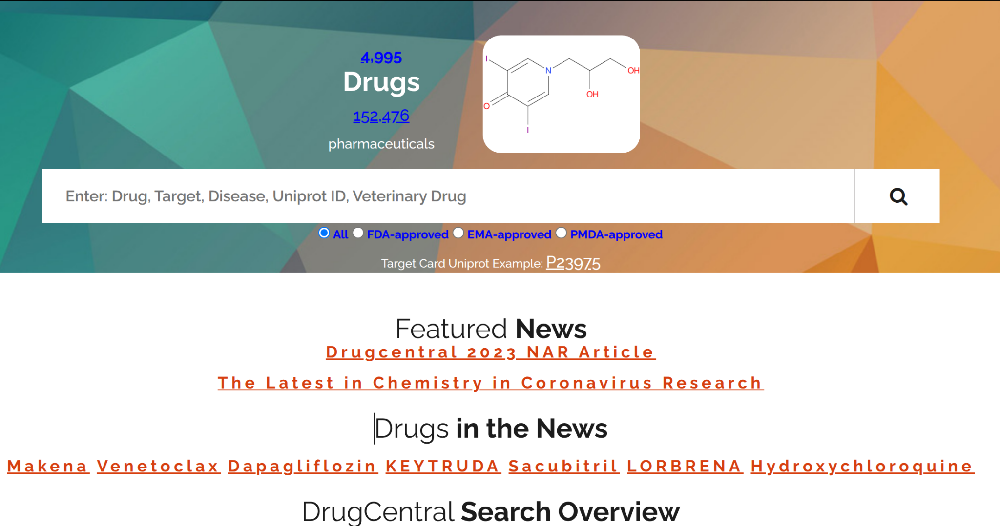 4,995
Drugs
152,476
pharmaceuticals
I
N
OH
OH
O
I
Enter: Drug, Target, Disease, Uniprot ID, Veterinary Drug
All FDA-approved EMA-approved PMDA-approved
Target Card Uniprot Example: P23975
Featured News
Drugcentral 2023 NAR Article
The Latest in Chemistry in Coronavirus Research
Drugs in the News
Makena Venetoclax Dapagliflozin KEYTRUDA Sacubitril LORBRENA Hydroxychloroquine
DrugCentral Search Overview